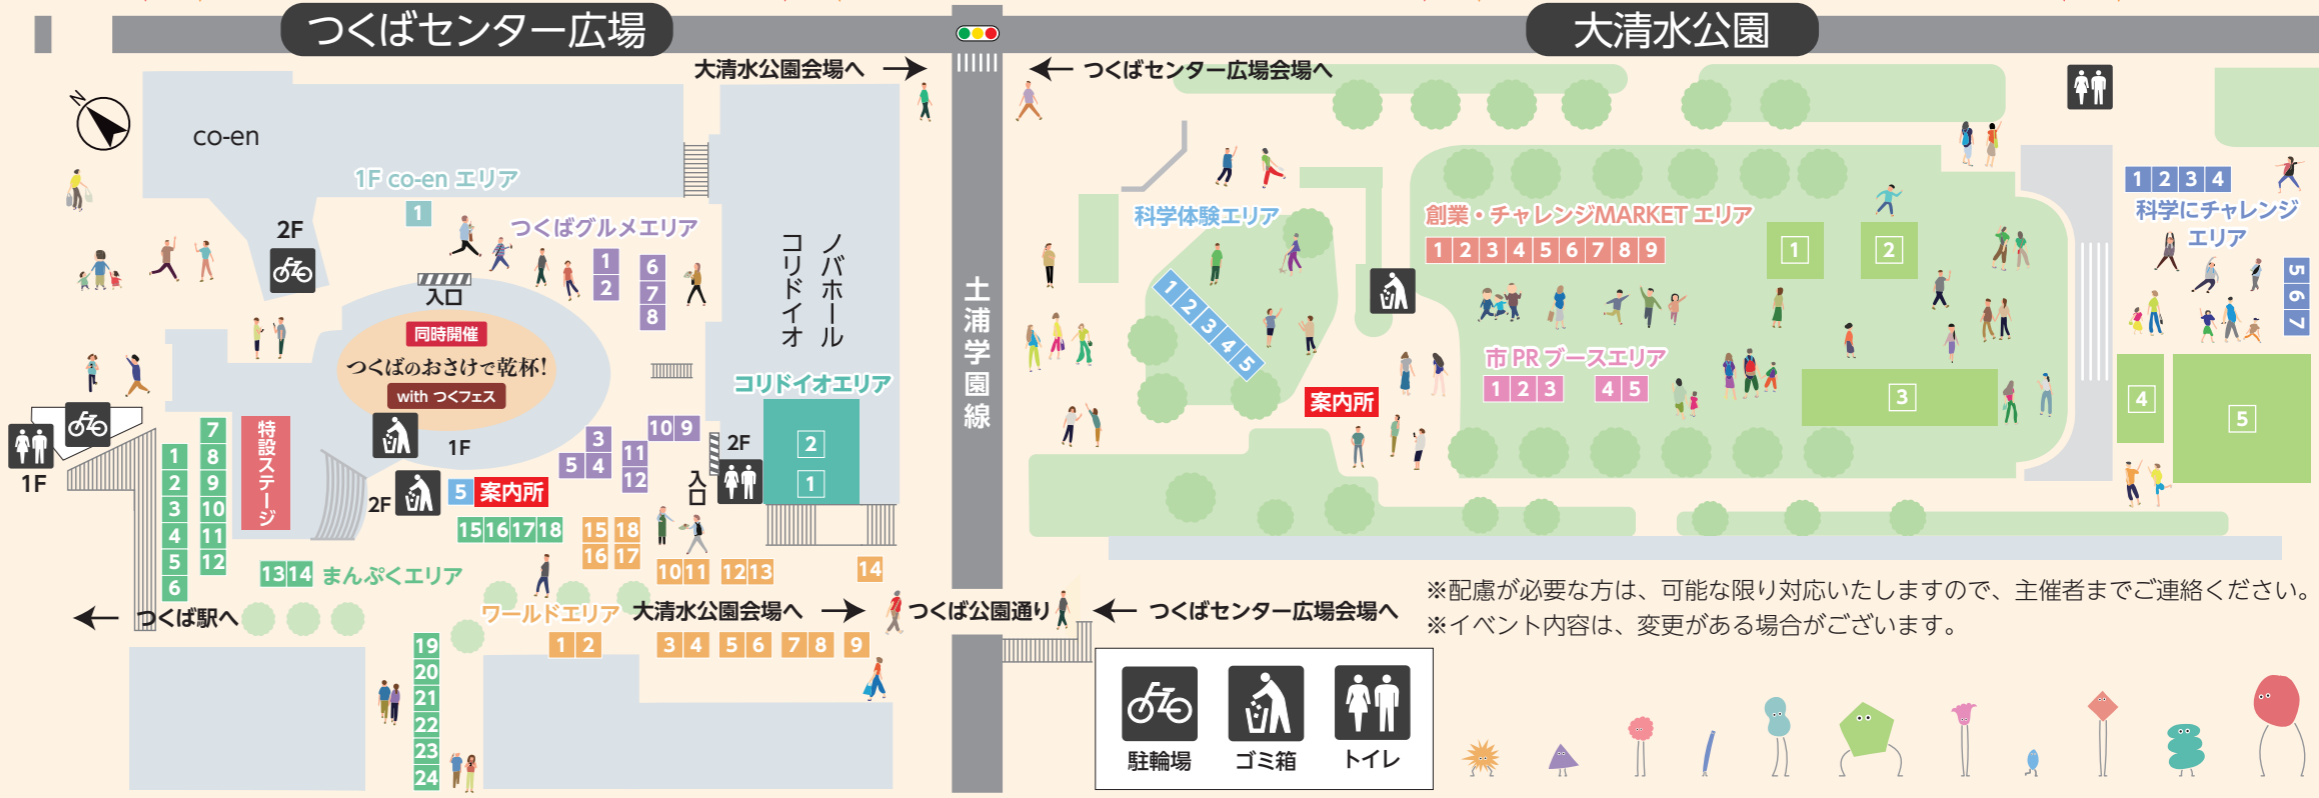 つくばセンター広場
大清水公園
大清水公園会場へ
つくばセンター広場会場へ
N
co-en
1F co-en エリア
1
2F
つくばグルメエリア
1
2
6
7
8
入口
同時開催
つくばのおさけで乾杯!
with つくフェス
ノバホール
コリドイオ
コリドイオエリア
2
1
土浦学園線
1F
7
8
9
10
11
12
1
2
3
4
5
6
特設ステージ
1F
2F
5
案内所
3
5 4
10 9
11
12
入口
2F
15 16 17 18
15 18
16 17
13 14
まんぷくエリア
10 11
12 13
14
つくば駅へ
ワールドエリア
大清水公園会場へ
つくば公園通り
つくばセンター広場会場へ
1 2
3 4
5 6
7 8
9
19
20
21
22
23
24
科学体験エリア
1 2 3 4 5
創業・チャレンジMARKET エリア
1 2 3 4 5 6 7 8 9
1
2
市 PR ブースエリア
1 2 3
4 5
3
案内所
1 2 3 4
科学にチャレンジ
エリア
5 6 7
4
5
※配慮が必要な方は、可能な限り対応いたしますので、主催者までご連絡ください。
※イベント内容は、変更がある場合がございます。
駐輪場
ゴミ箱
トイレ